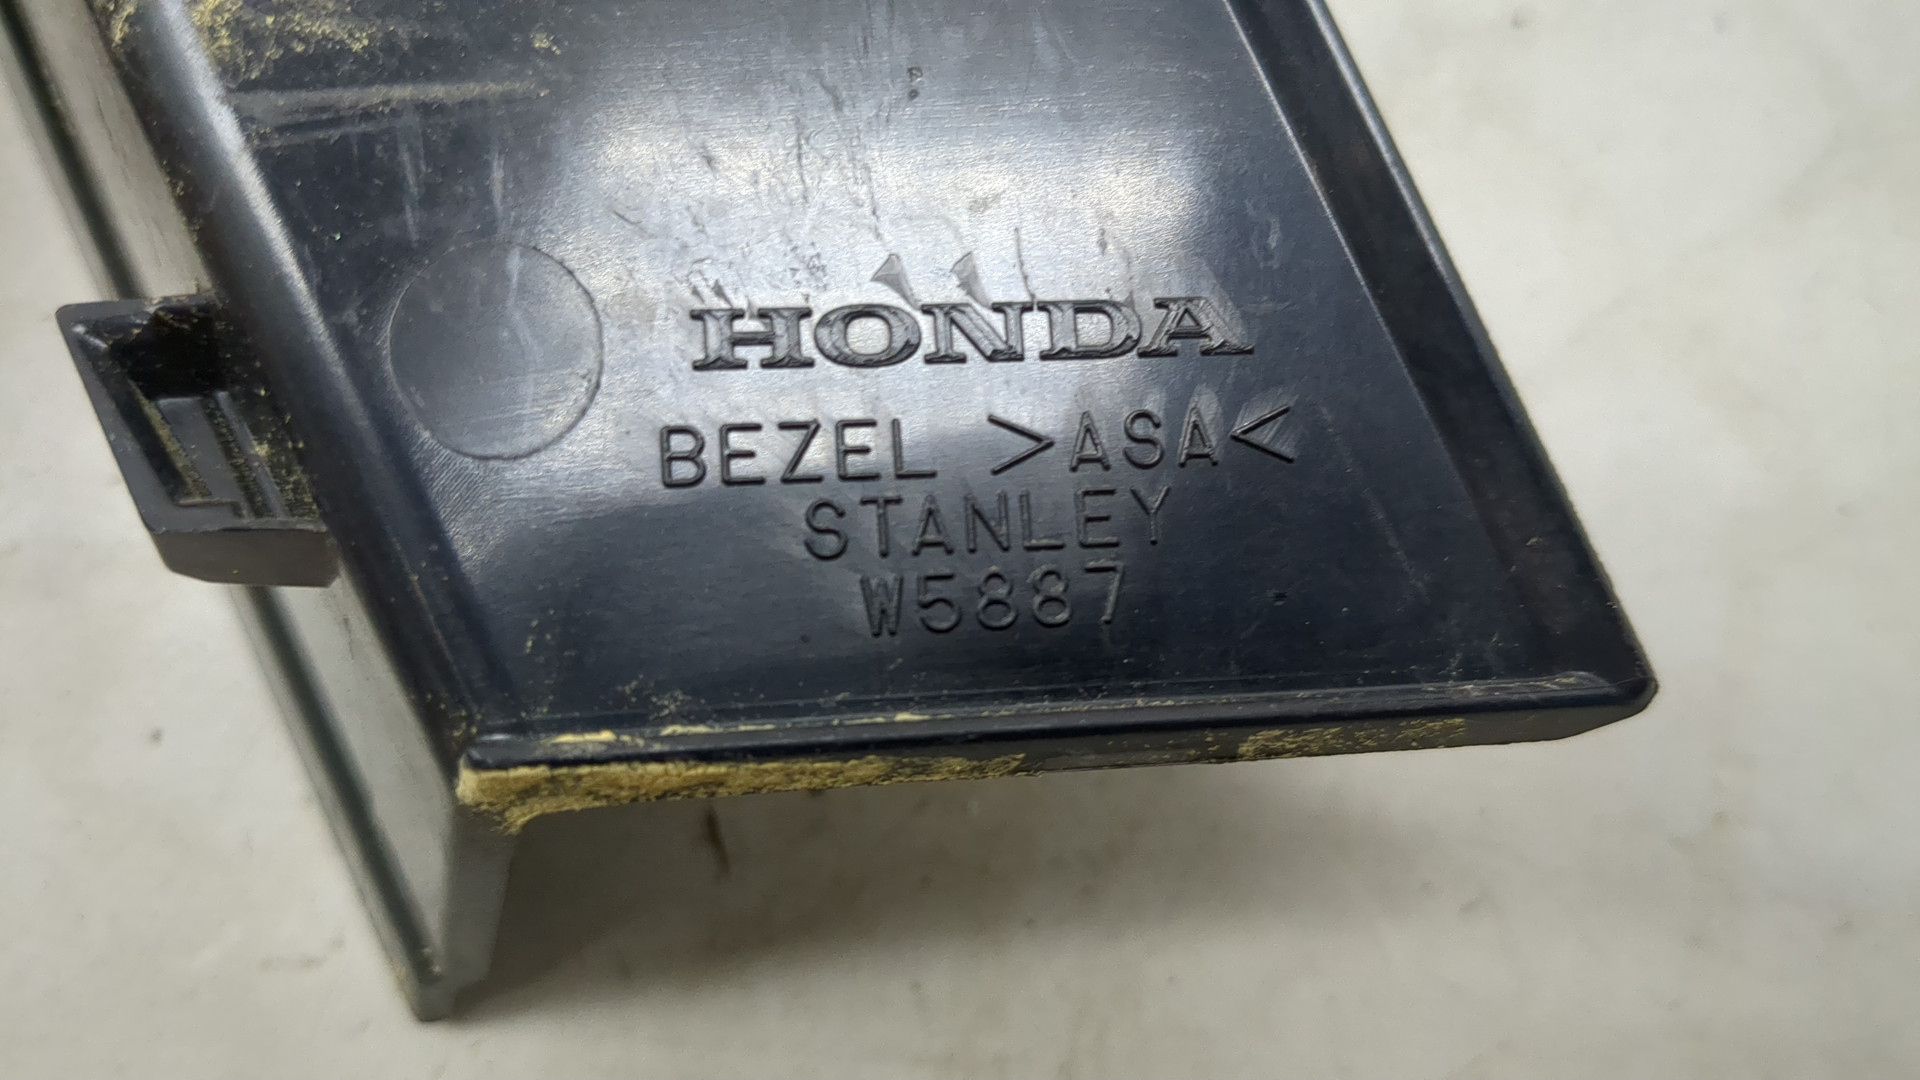 HONDA
BEZEL >ASA<
STANLEY
W5887